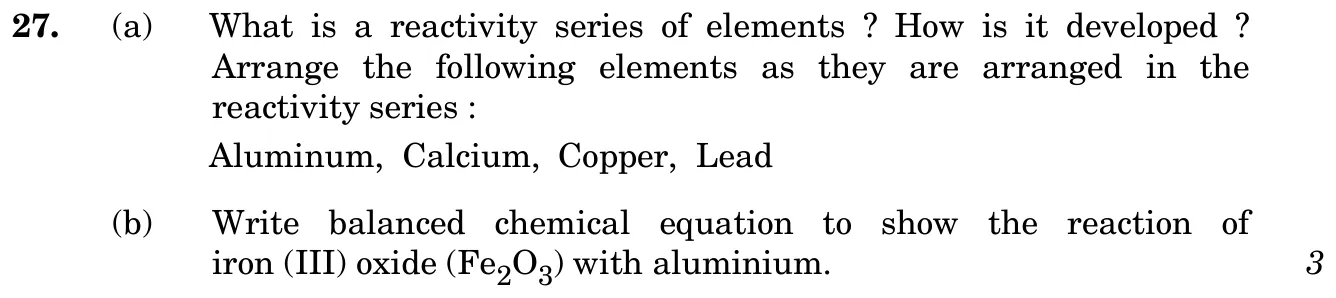 27. (a) What is a reactivity series of elements ? How is it developed ?
Arrange the following elements as they are arranged in the
reactivity series :
Aluminum, Calcium, Copper, Lead
(b) Write balanced chemical equation to show the reaction of
iron (III) oxide (Fe₂O₃) with aluminium. 3